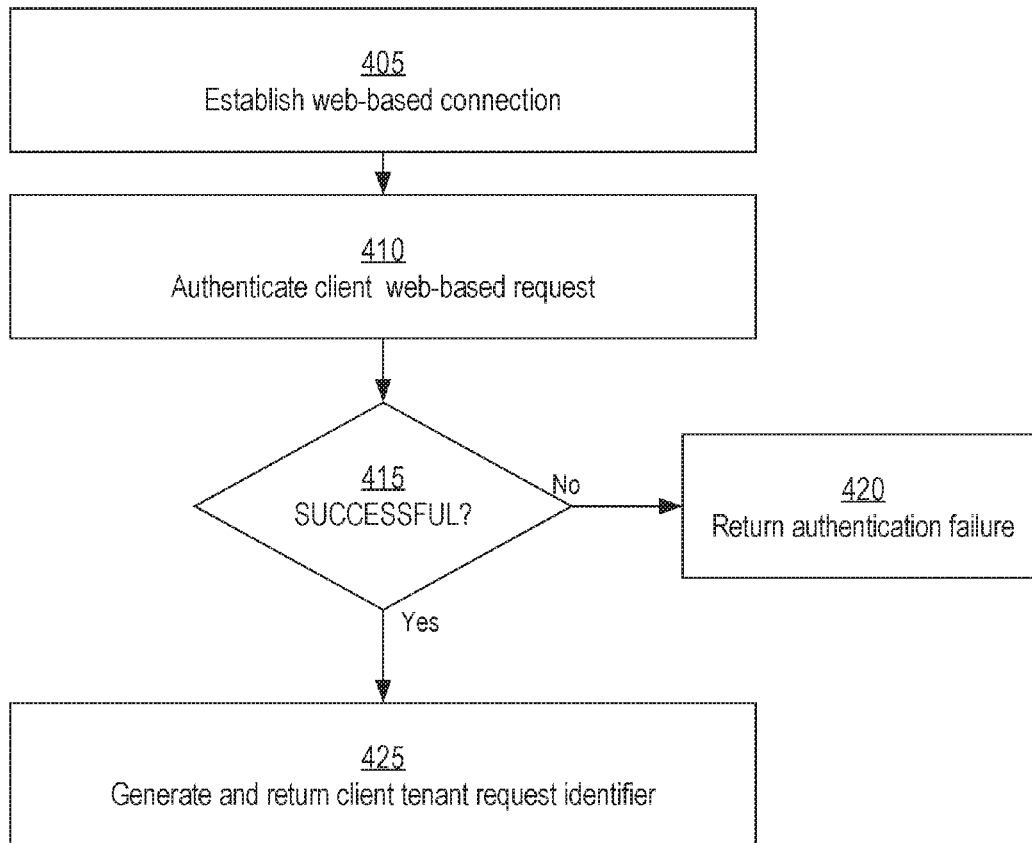 405
Establish web-based connection
410
Authenticate client web-based request
415
SUCCESSFUL?
No
420
Return authentication failure
Yes
425
Generate and return client tenant request identifier